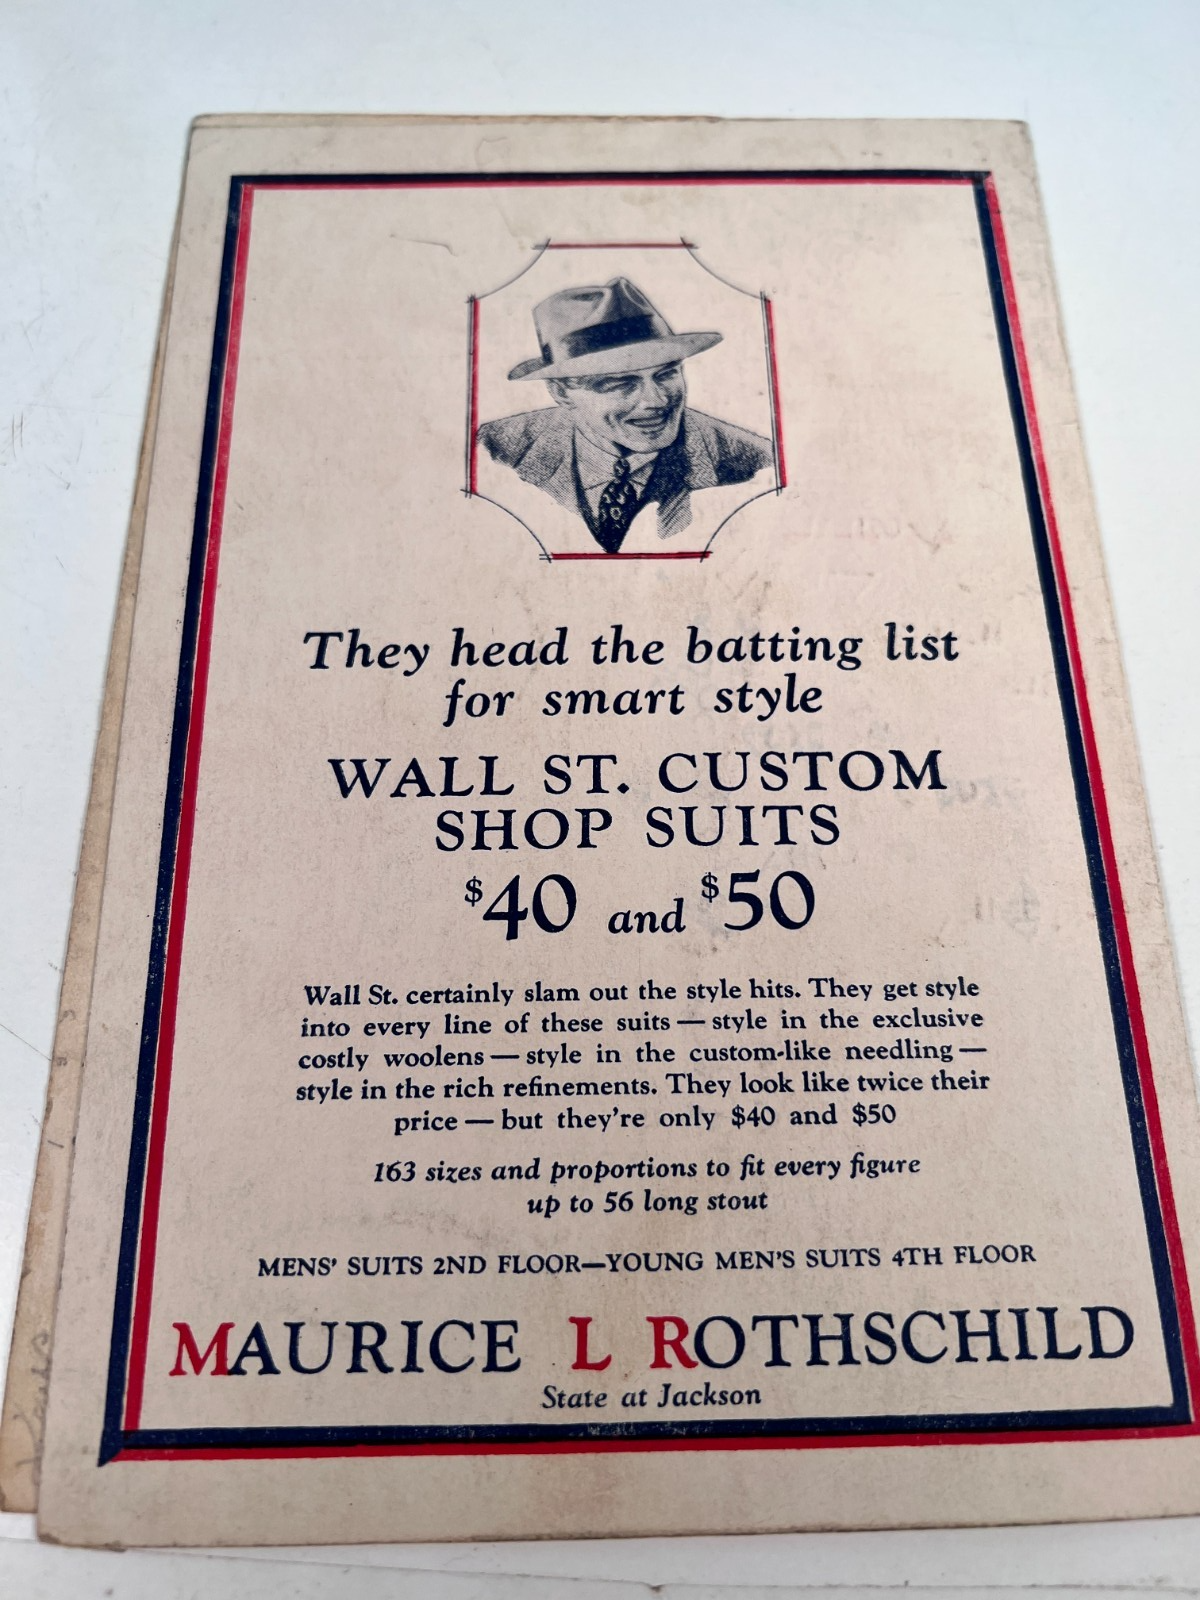 They head the batting list
for smart style
WALL ST. CUSTOM
SHOP SUITS
$40 and $50
Wall St. certainly slam out the style hits. They get style
into every line of these suits — style in the exclusive
costly woolens — style in the custom-like needling —
style in the rich refinements. They look like twice their
price — but they're only $40 and $50
163 sizes and proportions to fit every figure
up to 56 long stout
MENS' SUITS 2ND FLOOR—YOUNG MEN'S SUITS 4TH FLOOR
MAURICE L ROTHSCHILD
State at Jackson